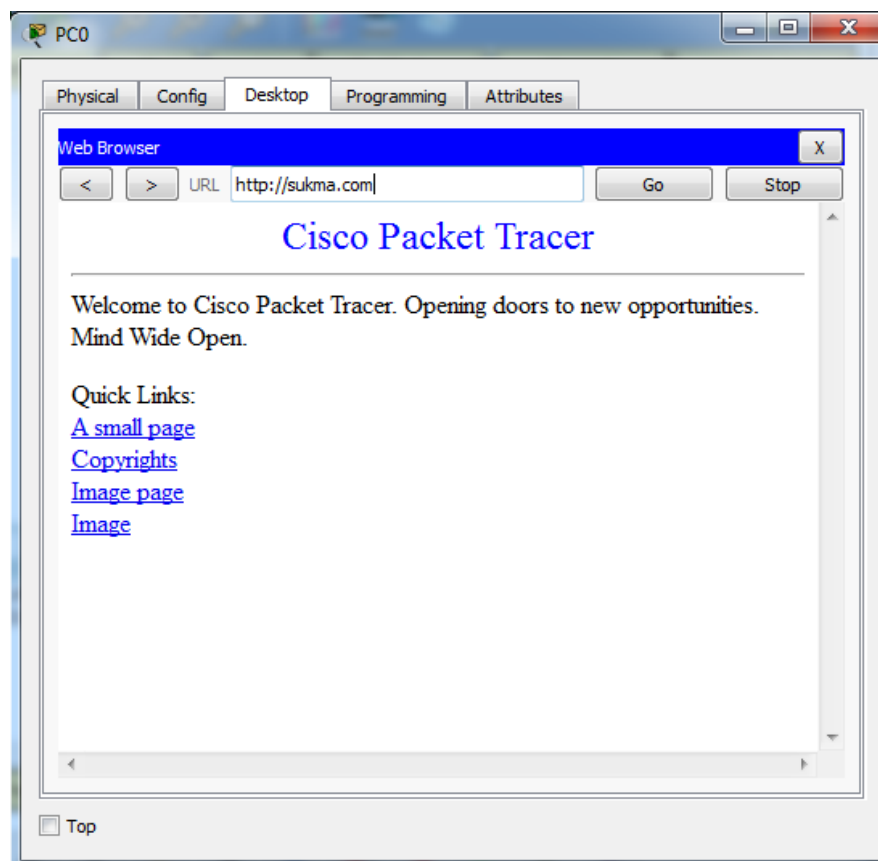 PC0
Physical Config Desktop Programming Attributes
Web Browser X
< > URL http://sukma.com Go Stop
Cisco Packet Tracer
Welcome to Cisco Packet Tracer. Opening doors to new opportunities.
Mind Wide Open.
Quick Links:
A small page
Copyrights
Image page
Image
Top